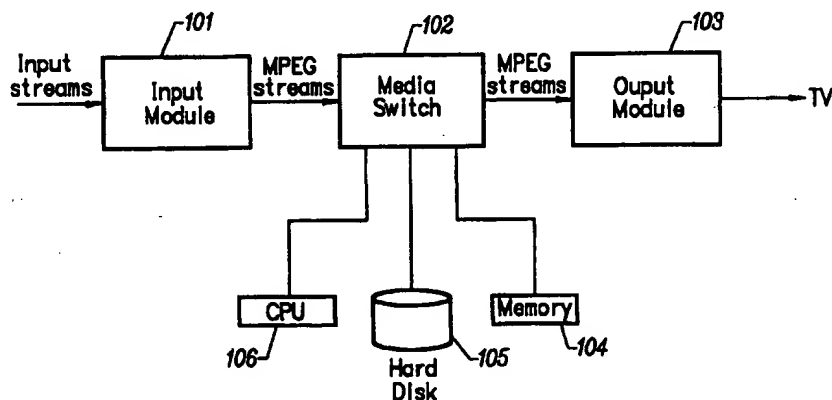 101
102
103
Input
streams
Input
Module
MPEG
streams
Media
Switch
MPEG
streams
Ouput
Module
TV
CPU
106
105
Hard
Disk
Memory
104